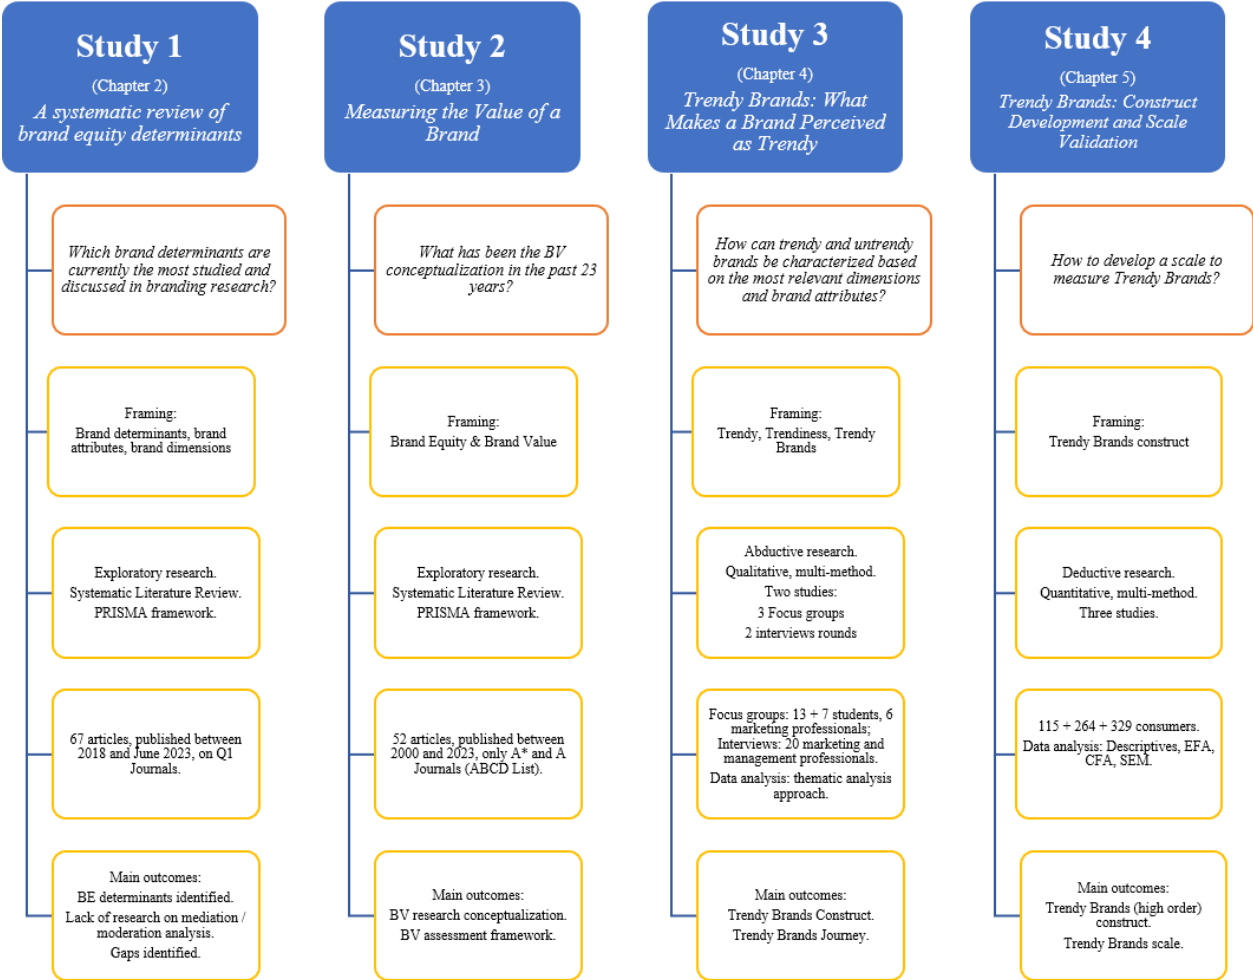 Study 1
(Chapter 2)
A systematic review of
brand equity determinants
Which brand determinants are
currently the most studied and
discussed in branding research?
Framing:
Brand determinants, brand
attributes, brand dimensions
Exploratory research.
Systematic Literature Review.
PRISMA framework.
67 articles, published between
2018 and June 2023, on Q1
Journals.
Main outcomes:
BE determinants identified.
Lack of research on mediation /
moderation analysis.
Gaps identified.
Study 2
(Chapter 3)
Measuring the Value of a
Brand
What has been the BV
conceptualization in the past 23
years?
Framing:
Brand Equity & Brand Value
Exploratory research.
Systematic Literature Review.
PRISMA framework.
52 articles, published between
2000 and 2023, only A* and A
Journals (ABCD List).
Main outcomes:
BV research conceptualization.
BV assessment framework.
Study 3
(Chapter 4)
Trendy Brands: What
Makes a Brand Perceived
as Trendy
How can trendy and untrendy
brands be characterized based
on the most relevant dimensions
and brand attributes?
Framing:
Trendy, Trendiness, Trendy
Brands
Abductive research.
Qualitative, multi-method.
Two studies:
3 Focus groups
2 interviews rounds
Focus groups: 13 + 7 students, 6
marketing professionals;
Interviews: 20 marketing and
management professionals.
Data analysis: thematic analysis
approach.
Main outcomes:
Trendy Brands Construct.
Trendy Brands Journey.
Study 4
(Chapter 5)
Trendy Brands: Construct
Development and Scale
Validation
How to develop a scale to
measure Trendy Brands?
Framing:
Trendy Brands construct
Deductive research.
Quantitative, multi-method.
Three studies.
115 + 264 + 329 consumers.
Data analysis: Descriptives, EFA,
CFA, SEM.
Main outcomes:
Trendy Brands (high order)
construct.
Trendy Brands scale.